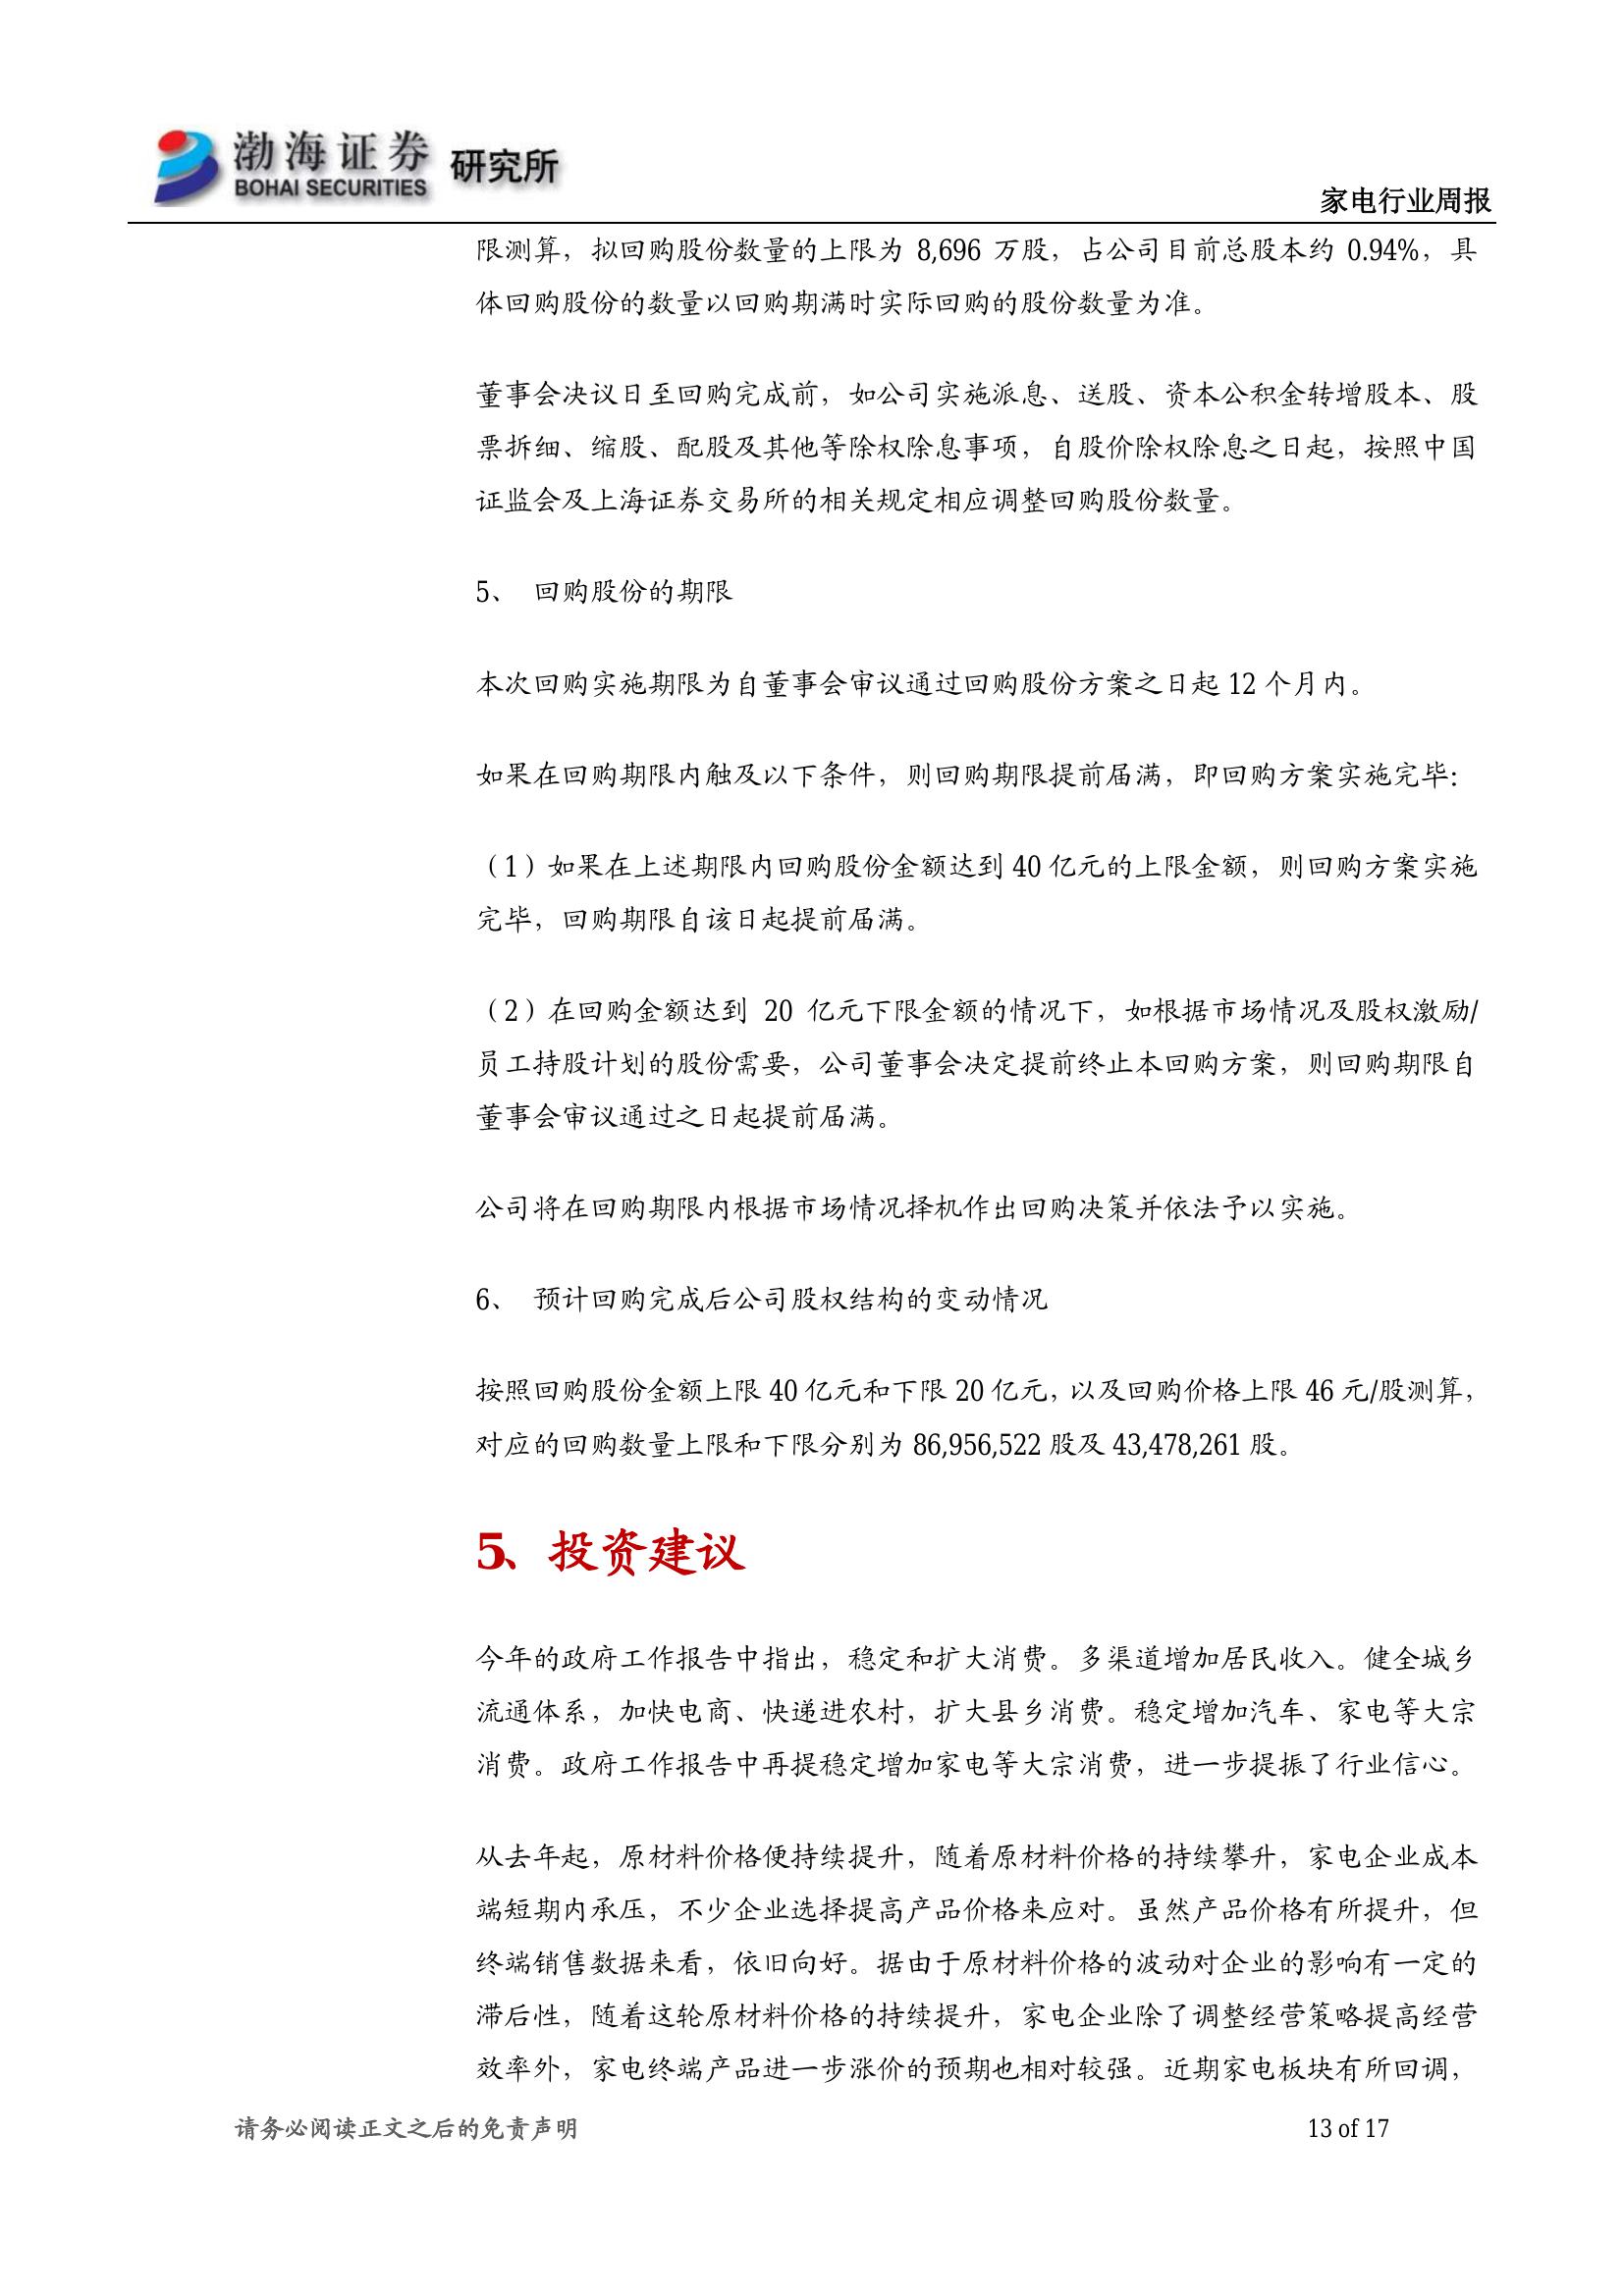 渤海证券 研究所
BOHAI SECURITIES
家电行业周报
限测算，拟回购股份数量的上限为 8,696 万股，占公司目前总股本约 0.94%，具
体回购股份的数量以回购期满时实际回购的股份数量为准。
董事会决议日至回购完成前，如公司实施派息、送股、资本公积金转增股本、股
票拆细、缩股、配股及其他等除权除息事项，自股价除权除息之日起，按照中国
证监会及上海证券交易所的相关规定相应调整回购股份数量。
5、 回购股份的期限
本次回购实施期限为自董事会审议通过回购股份方案之日起 12 个月内。
如果在回购期限内触及以下条件，则回购期限提前届满，即回购方案实施完毕：
（1）如果在上述期限内回购股份金额达到 40 亿元的上限金额，则回购方案实施
完毕，回购期限自该日起提前届满。
（2）在回购金额达到 20 亿元下限金额的情况下，如根据市场情况及股权激励/
员工持股计划的股份需要，公司董事会决定提前终止本回购方案，则回购期限自
董事会审议通过之日起提前届满。
公司将在回购期限内根据市场情况择机作出回购决策并依法予以实施。
6、 预计回购完成后公司股权结构的变动情况
按照回购股份金额上限 40 亿元和下限 20 亿元，以及回购价格上限 46 元/股测算，
对应的回购数量上限和下限分别为 86,956,522 股及 43,478,261 股。
5、投资建议
今年的政府工作报告中指出，稳定和扩大消费。多渠道增加居民收入。健全城乡
流通体系，加快电商、快递进农村，扩大县乡消费。稳定增加汽车、家电等大宗
消费。政府工作报告中再提稳定增加家电等大宗消费，进一步提振了行业信心。
从去年起，原材料价格便持续提升，随着原材料价格的持续攀升，家电企业成本
端短期内承压，不少企业选择提高产品价格来应对。虽然产品价格有所提升，但
终端销售数据来看，依旧向好。据由于原材料价格的波动对企业的影响有一定的
滞后性，随着这轮原材料价格的持续提升，家电企业除了调整经营策略提高经营
效率外，家电终端产品进一步涨价的预期也相对较强。近期家电板块有所回调，
请务必阅读正文之后的免责声明
13 of 17